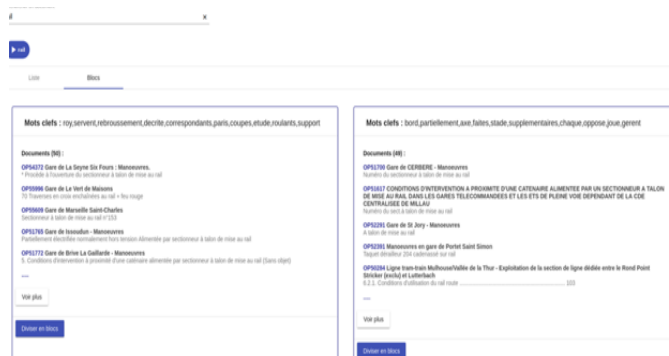 x
rail
Liste
Blocs
Mots clefs : roy,servent,rebroussement,decrite,correspondants,paris,coupes,etude,roulants,support
Documents (50) :
OP54372 Gare de La Seyne Six Fours : Manoeuvres.
* Procède à l'ouverture du sectionneur à talon de mise au rail
OP55996 Gare de Le Vert de Maisons
70 Traverses en croix enchaînées au rail + feu rouge
OP55609 Gare de Marseille Saint-Charles
Sectionneur à talon de mise au rail n°153
OP51765 Gare de Issoudun - Manoeuvres
Partiellement électrifiée normalement hors tension Alimentée par sectionneur à talon de mise au rail
OP51772 Gare de Brive La Gaillarde - Manoeuvres
5. Conditions d'intervention à proximité d'une caténaire alimentée par sectionneur à talon de mise au rail (Sans objet)
....
Voir plus
Diviser en blocs
Mots clefs : bord,partiellement,axe,faites,stade,supplementaires,chaque,oppose,joue,gerent
Documents (49) :
OP51700 Gare de CERBERE - Manoeuvres
Numéro du sectionneur à talon de mise au rail
OP51617 CONDITIONS D'INTERVENTION A PROXIMITE D'UNE CATENAIRE ALIMENTEE PAR UN SECTIONNEUR A TALON
DE MISE AU RAIL DANS LES GARES TELECOMMANDEES ET LES ETS DE PLEINE VOIE DEPENDANT DE LA CDE
CENTRALISEE DE MILLAU
Numéro du sect à talon de mise au rail
OP52291 Gare de St Jory - Manoeuvres
A talon de mise au rail
OP52381 Manoeuvres en gare de Portet Saint Simon
Taquet dérailleur 204 cadenassé sur rail
OP50284 Ligne tram-train Mulhouse/Vallée de la Thur - Exploitation de la section de ligne dédiée entre le Rond Point
Stricker (exclu) et Lutterbach
6.2.1. Conditions d'utilisation du rail route ........................................ 103
....
Voir plus
Diviser en blocs